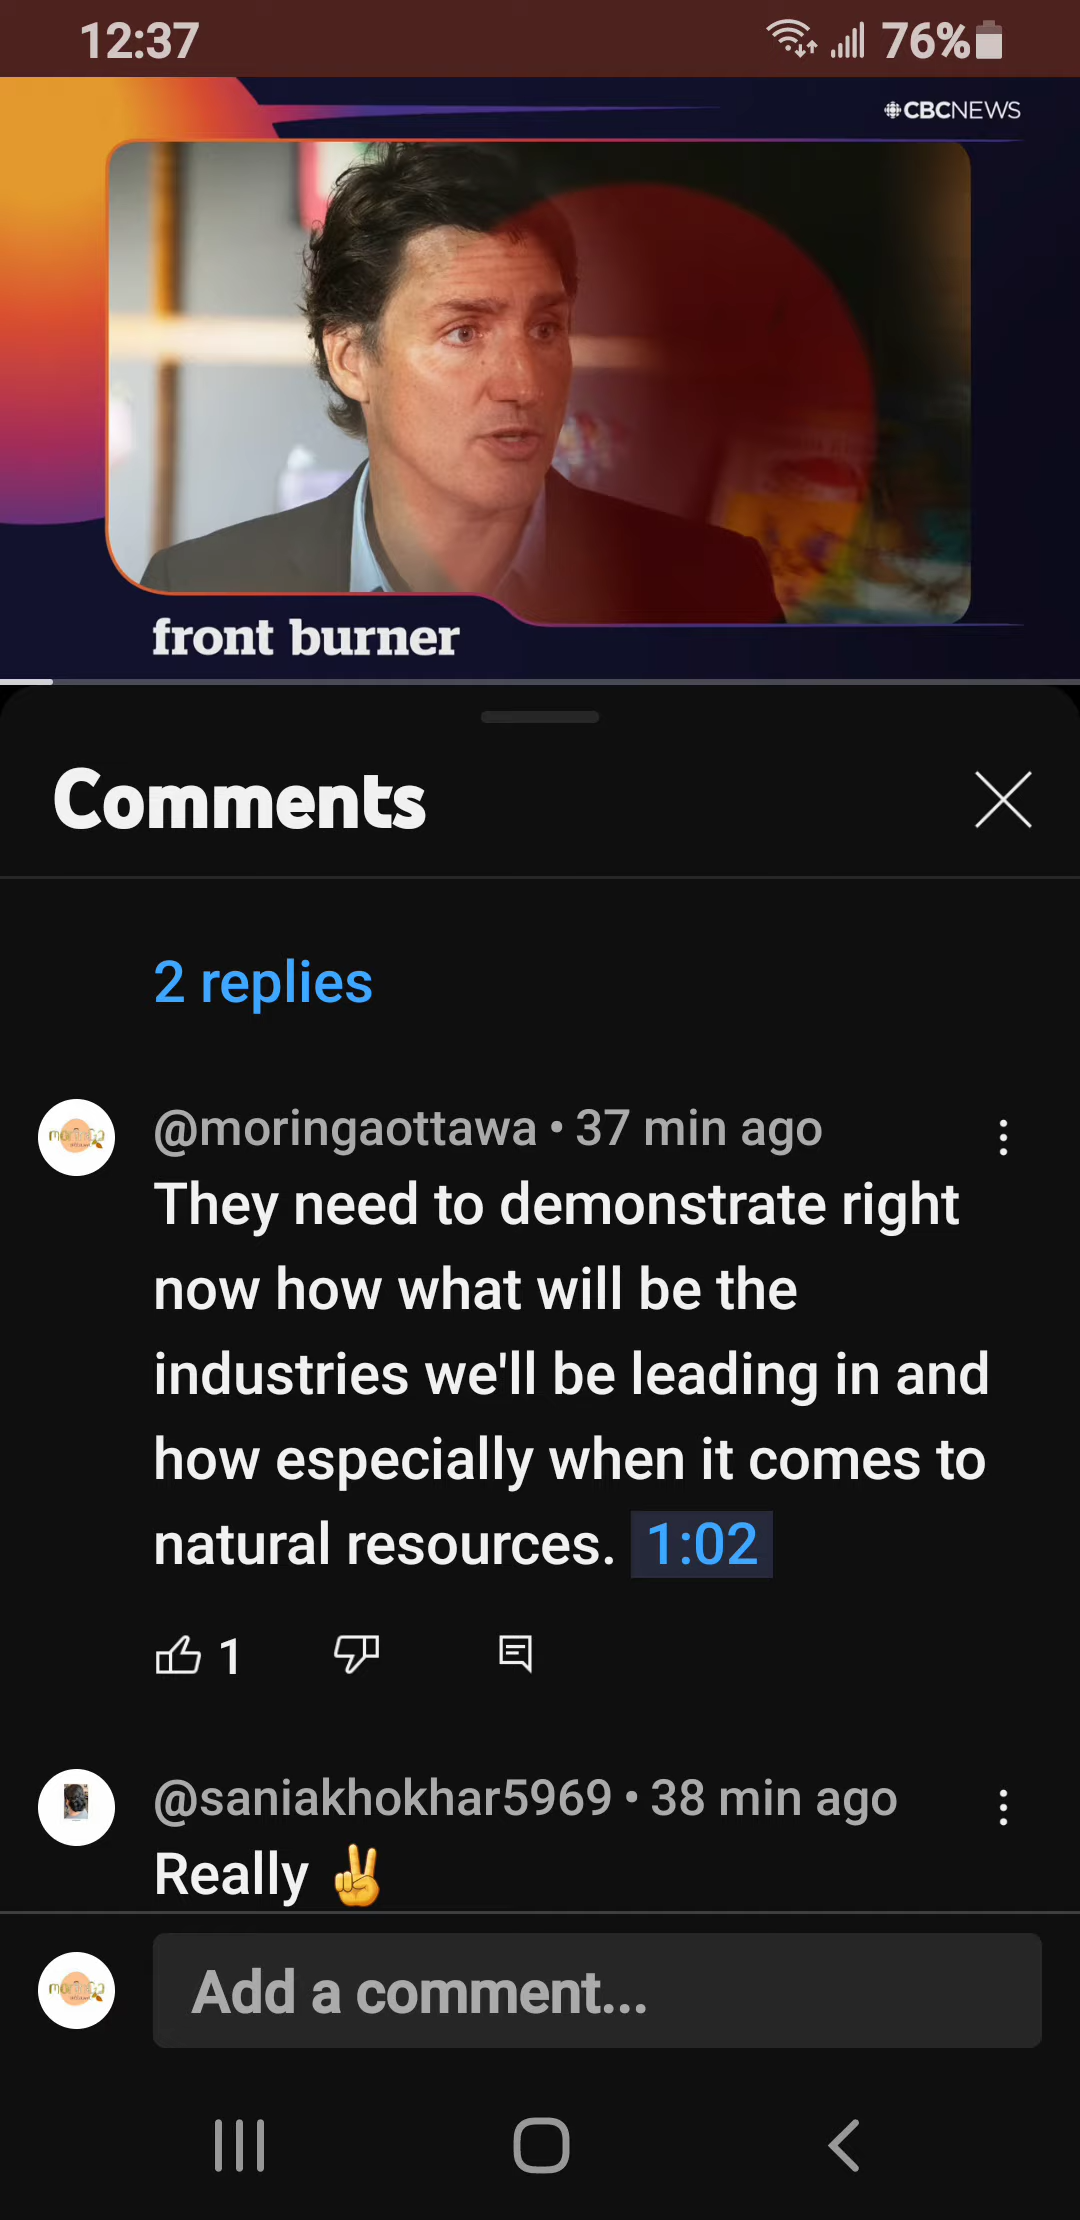 12:37
76%
CBCNEWS
front burner
Comments
2 replies
@moringaottawa • 37 min ago
They need to demonstrate right
now how what will be the
industries we'll be leading in and
how especially when it comes to
natural resources. 1:02
1
@saniakhokhar5969 • 38 min ago
Really ✌️
Add a comment...